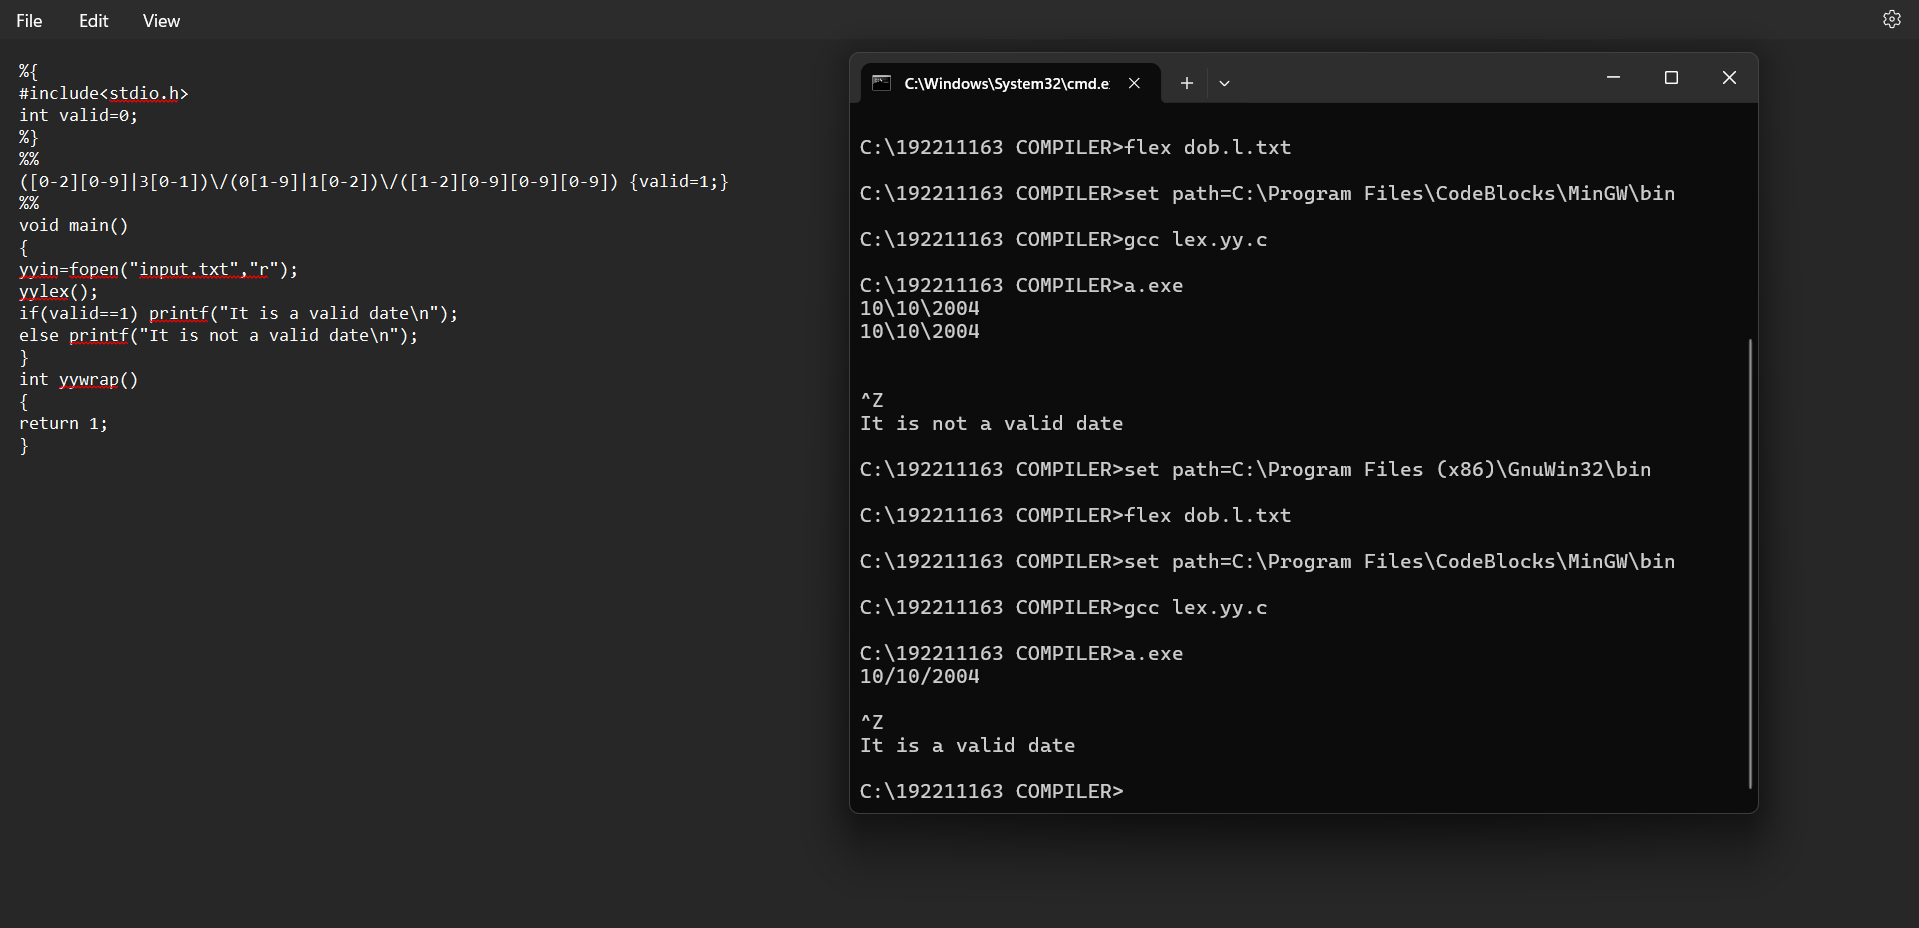 File Edit View
%{
#include<stdio.h>
int valid=0;
%}
%%
([0-2][0-9]|3[0-1])\/(0[1-9]|1[0-2])\/([1-2][0-9][0-9][0-9]) {valid=1;}
%%
void main()
{
yyin=fopen("input.txt","r");
yylex();
if(valid==1) printf("It is a valid date\n");
else printf("It is not a valid date\n");
}
int yywrap()
{
return 1;
}
C:\Windows\System32\cmd.e
C:\192211163 COMPILER>flex dob.l.txt
C:\192211163 COMPILER>set path=C:\Program Files\CodeBlocks\MinGW\bin
C:\192211163 COMPILER>gcc lex.yy.c
C:\192211163 COMPILER>a.exe
10\10\2004
10\10\2004
^Z
It is not a valid date
C:\192211163 COMPILER>set path=C:\Program Files (x86)\GnuWin32\bin
C:\192211163 COMPILER>flex dob.l.txt
C:\192211163 COMPILER>set path=C:\Program Files\CodeBlocks\MinGW\bin
C:\192211163 COMPILER>gcc lex.yy.c
C:\192211163 COMPILER>a.exe
10/10/2004
^Z
It is a valid date
C:\192211163 COMPILER>